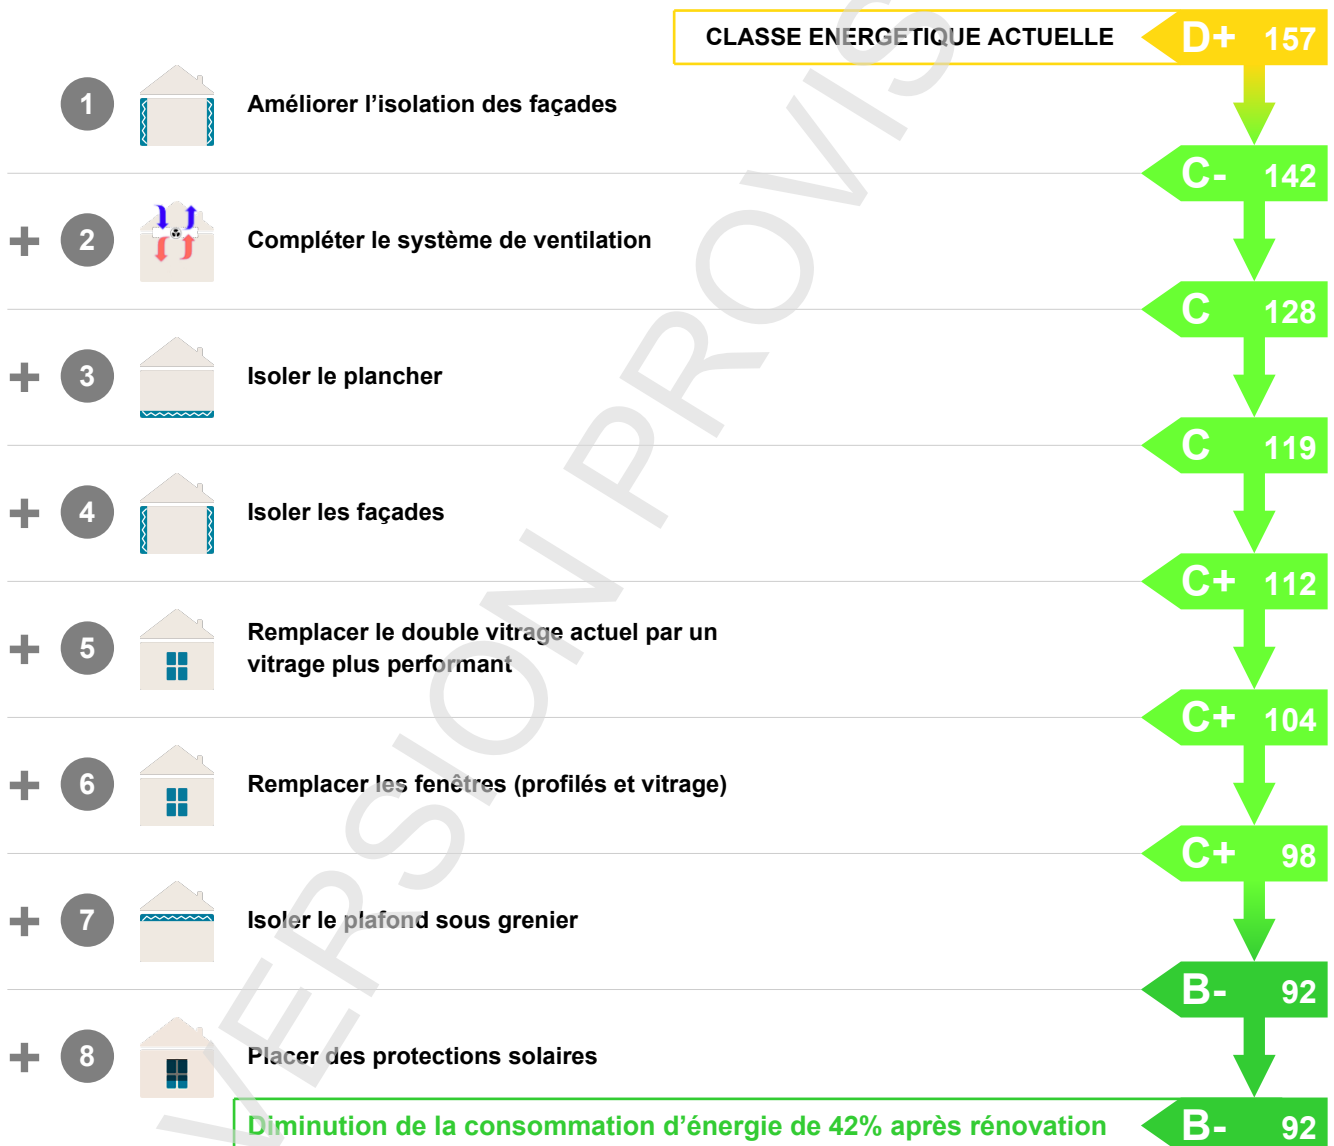 CLASSE ENERGETIQUE ACTUELLE D+ 157
1 Améliorer l’isolation des façades
C- 142
+ 2 Compléter le système de ventilation
C 128
+ 3 Isoler le plancher
C 119
+ 4 Isoler les façades
C+ 112
+ 5 Remplacer le double vitrage actuel par un
vitrage plus performant
C+ 104
+ 6 Remplacer les fenêtres (profilés et vitrage)
C+ 98
+ 7 Isoler le plafond sous grenier
B- 92
+ 8 Placer des protections solaires
Diminution de la consommation d’énergie de 42% après rénovation B- 92
VERSION PROVIS